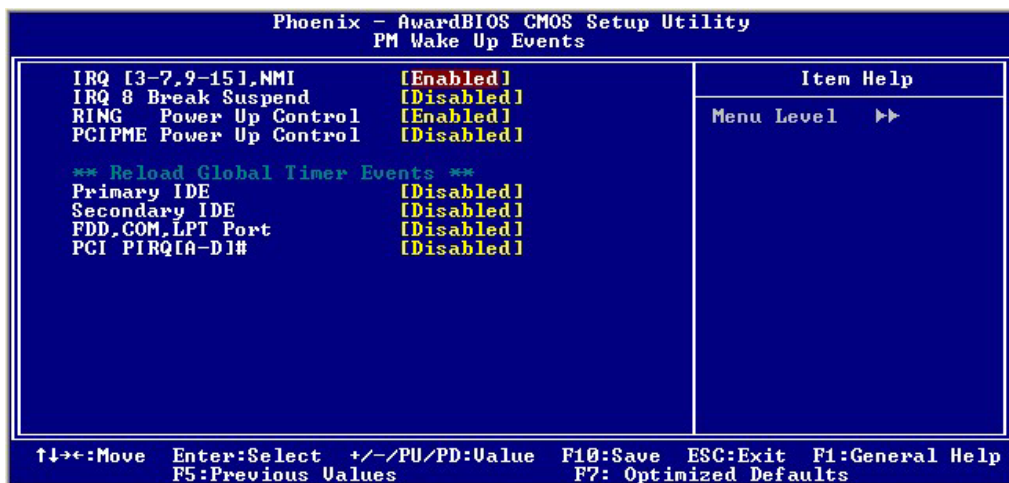 Phoenix - AwardBIOS CMOS Setup Utility
PM Wake Up Events
IRQ [3-7,9-15],NMI [Enabled]
IRQ 8 Break Suspend [Disabled]
RING Power Up Control [Enabled]
PCIPME Power Up Control [Disabled]
** Reload Global Timer Events **
Primary IDE [Disabled]
Secondary IDE [Disabled]
FDD,COM,LPT Port [Disabled]
PCI PIRQ[A-D]# [Disabled]
Item Help
Menu Level ▶▶
↑↓→←:Move Enter:Select +/-/PU/PD:Value F10:Save ESC:Exit F1:General Help
F5:Previous Values F7: Optimized Defaults